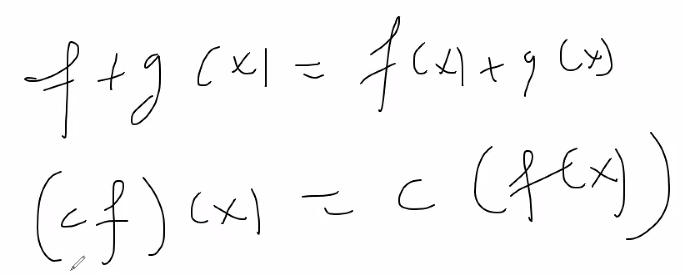 f+g (x) = f(x) + g(x)
(cf)(x) = c (f(x))